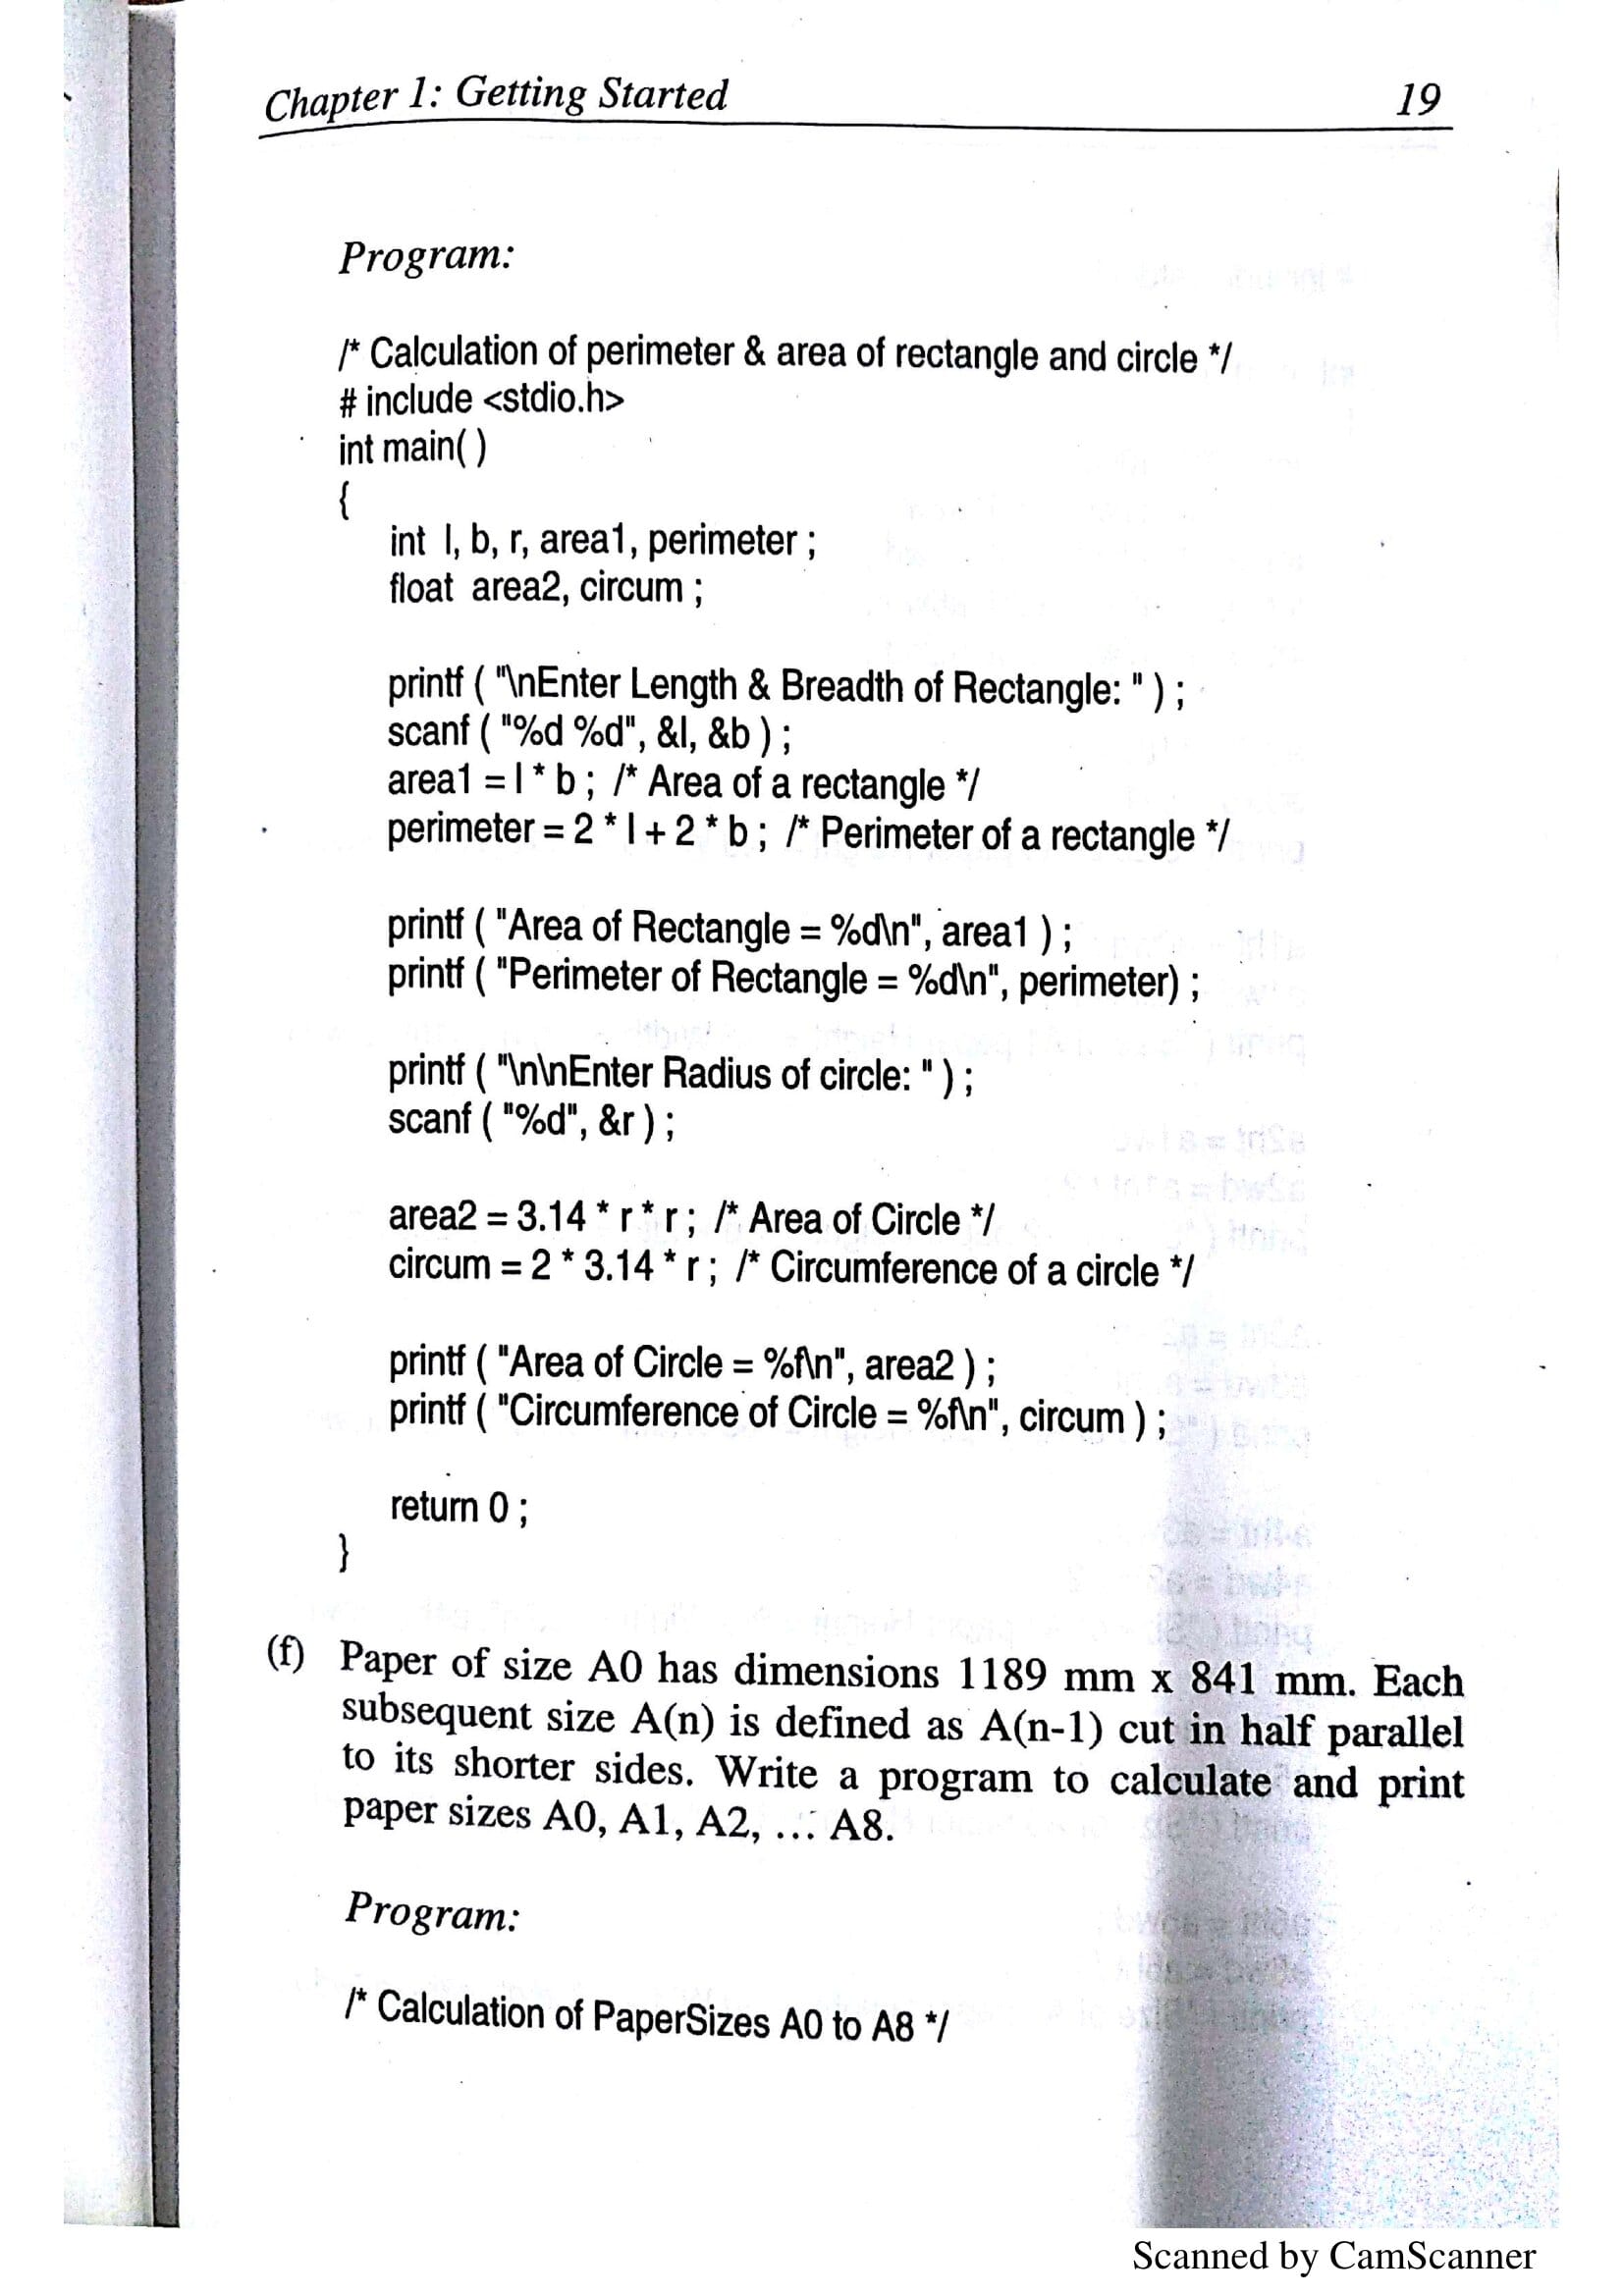 Chapter 1: Getting Started 19
Program:
/* Calculation of perimeter & area of rectangle and circle */
# include <stdio.h>
int main( )
{
int l, b, r, area1, perimeter ;
float area2, circum ;
printf ( "\nEnter Length & Breadth of Rectangle: " ) ;
scanf ( "%d %d", &l, &b ) ;
area1 = l * b ; /* Area of a rectangle */
perimeter = 2 * l + 2 * b ; /* Perimeter of a rectangle */
printf ( "Area of Rectangle = %d\n", area1 ) ;
printf ( "Perimeter of Rectangle = %d\n", perimeter) ;
printf ( "\n\nEnter Radius of circle: " ) ;
scanf ( "%d", &r ) ;
area2 = 3.14 * r * r ; /* Area of Circle */
circum = 2 * 3.14 * r ; /* Circumference of a circle */
printf ( "Area of Circle = %f\n", area2 ) ;
printf ( "Circumference of Circle = %f\n", circum ) ;
return 0 ;
}
(f) Paper of size A0 has dimensions 1189 mm x 841 mm. Each
subsequent size A(n) is defined as A(n-1) cut in half parallel
to its shorter sides. Write a program to calculate and print
paper sizes A0, A1, A2, ... A8.
Program:
/* Calculation of PaperSizes A0 to A8 */
Scanned by CamScanner